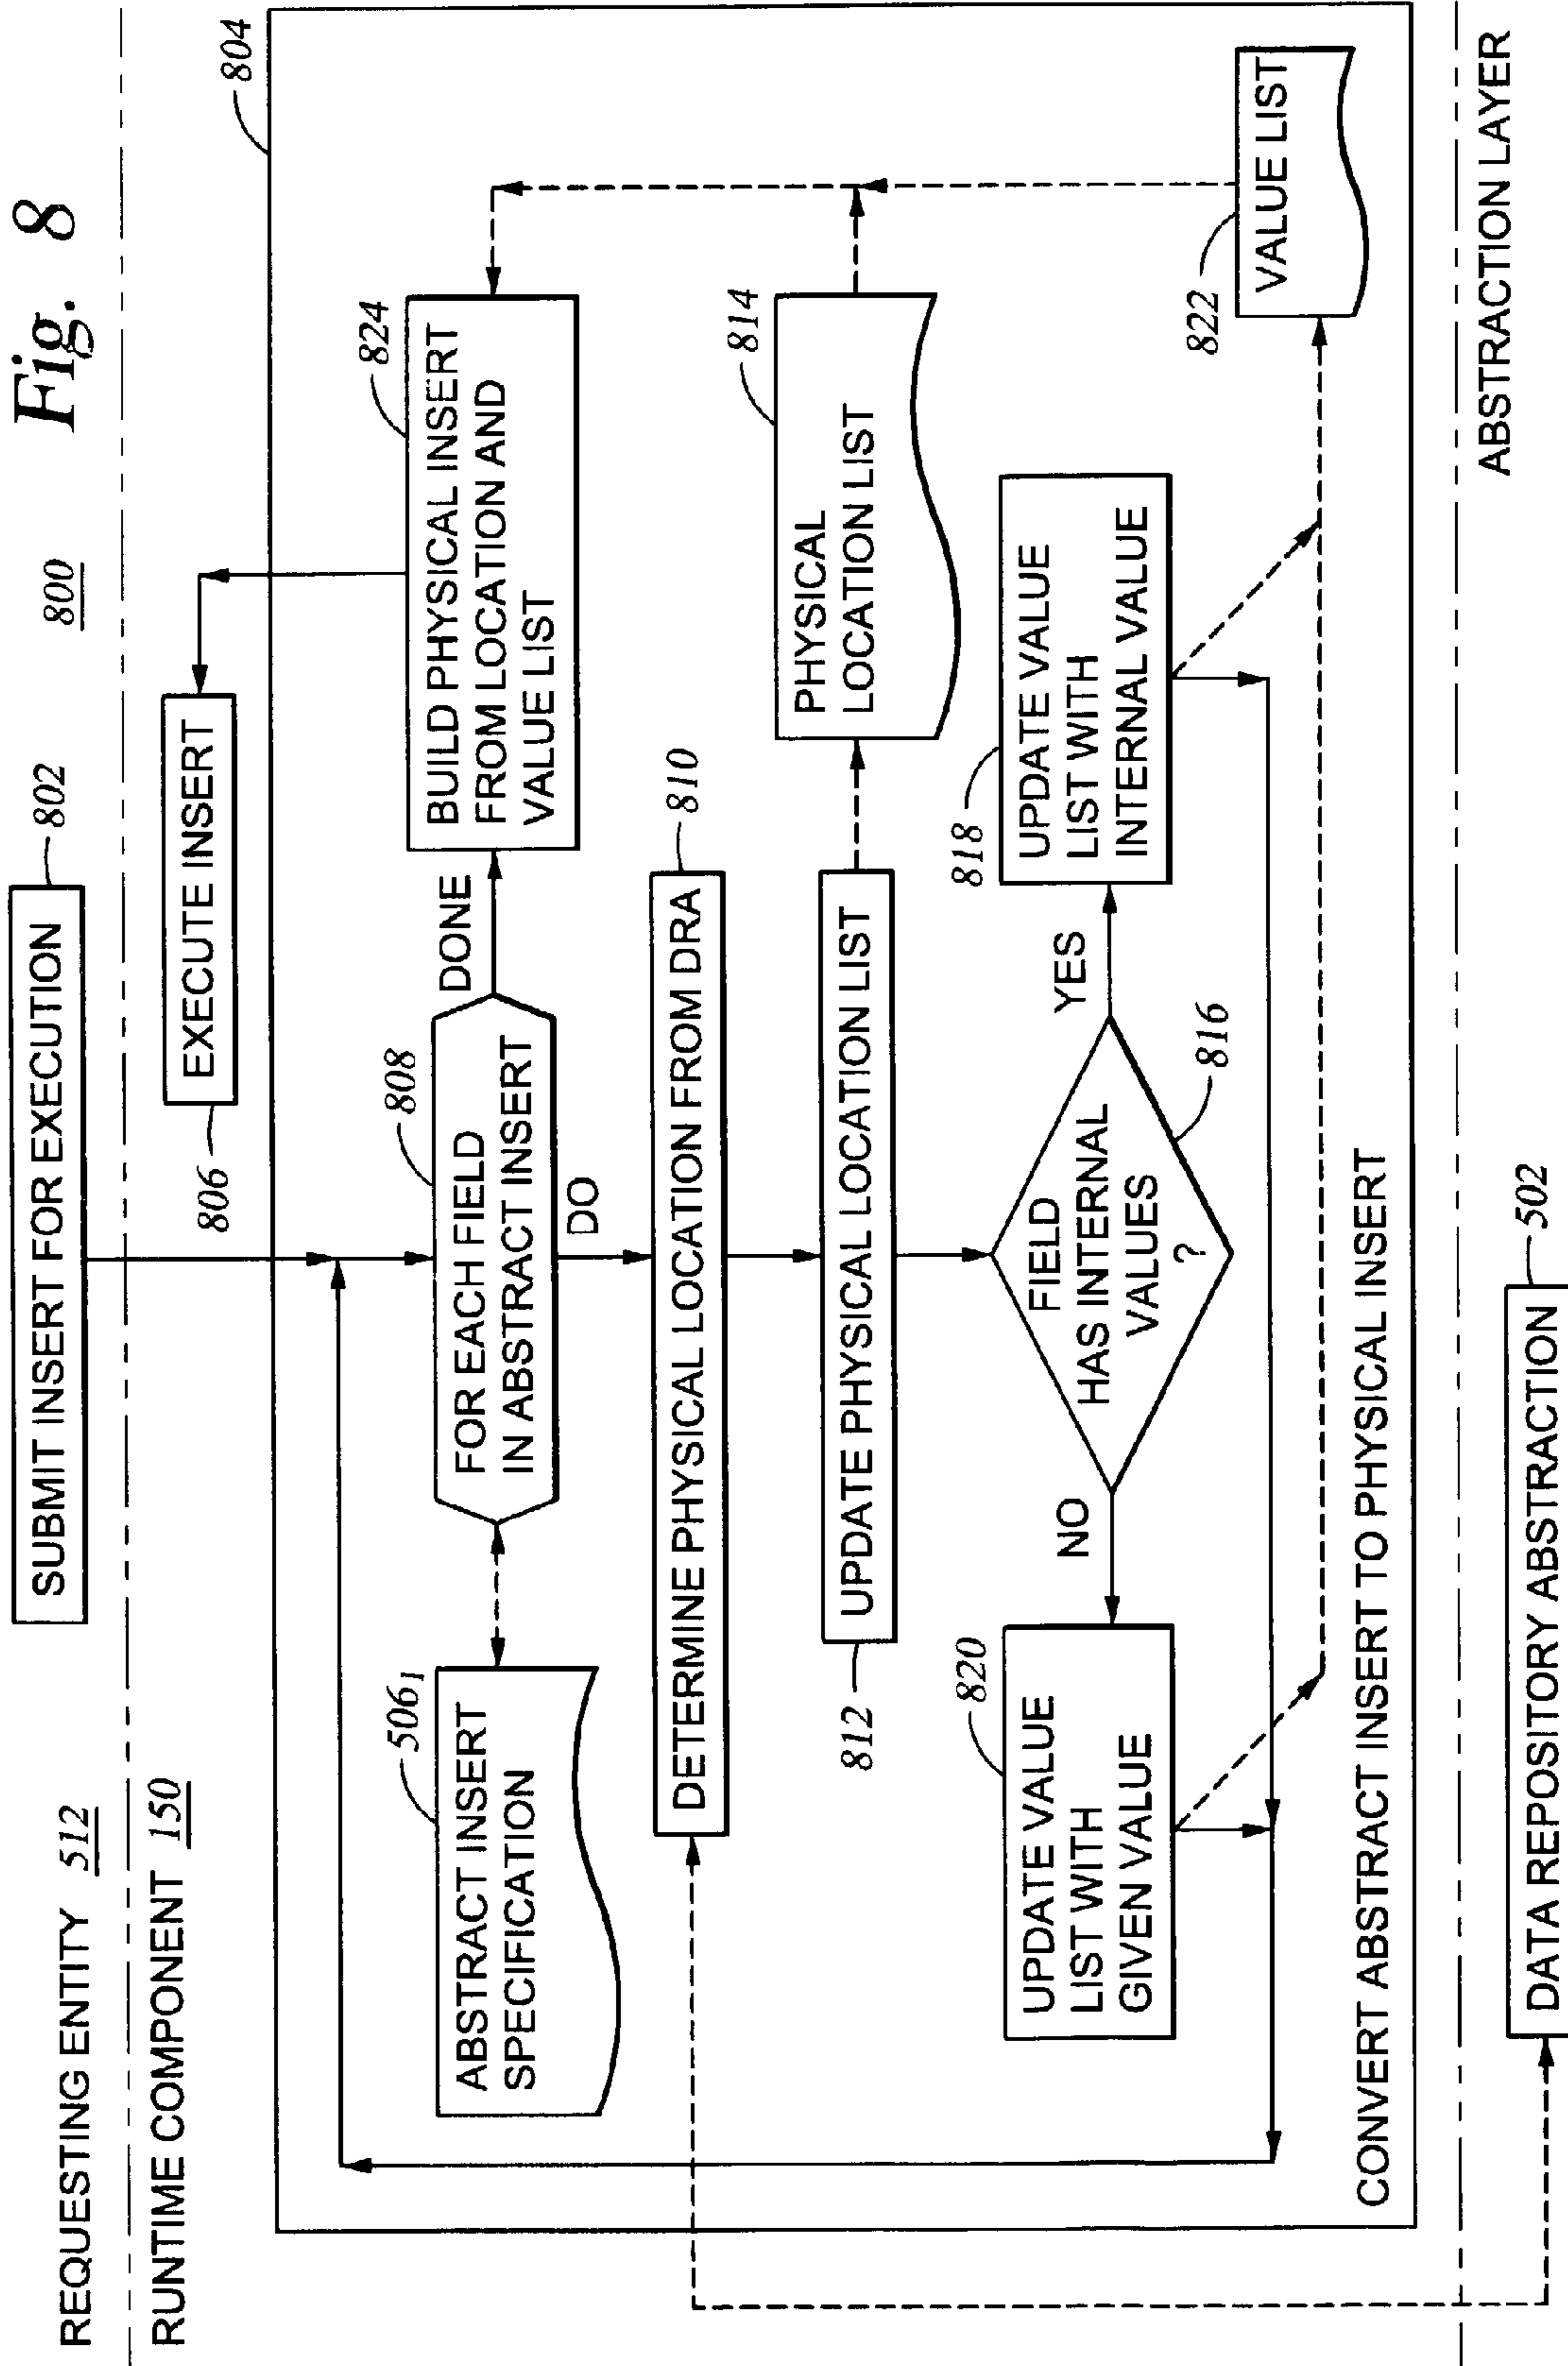 Fig. 8
800
REQUESTING ENTITY 512
SUBMIT INSERT FOR EXECUTION
802
RUNTIME COMPONENT 150
EXECUTE INSERT
806
804
ABSTRACT INSERT
SPECIFICATION
506₁
FOR EACH FIELD
IN ABSTRACT INSERT
808
DONE
DO
BUILD PHYSICAL INSERT
FROM LOCATION AND
VALUE LIST
824
DETERMINE PHYSICAL LOCATION FROM DRA
810
UPDATE PHYSICAL LOCATION LIST
812
PHYSICAL
LOCATION LIST
814
FIELD
HAS INTERNAL
VALUES
?
816
NO
YES
UPDATE VALUE
LIST WITH
GIVEN VALUE
820
UPDATE VALUE
LIST WITH
INTERNAL VALUE
818
VALUE LIST
822
CONVERT ABSTRACT INSERT TO PHYSICAL INSERT
ABSTRACTION LAYER
DATA REPOSITORY ABSTRACTION
502